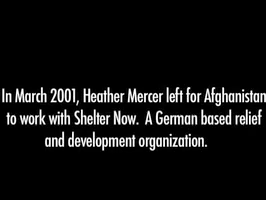 In March 2001, Heather Mercer left for Afghanistan
to work with Shelter Now.  A German based relief
and development organization.